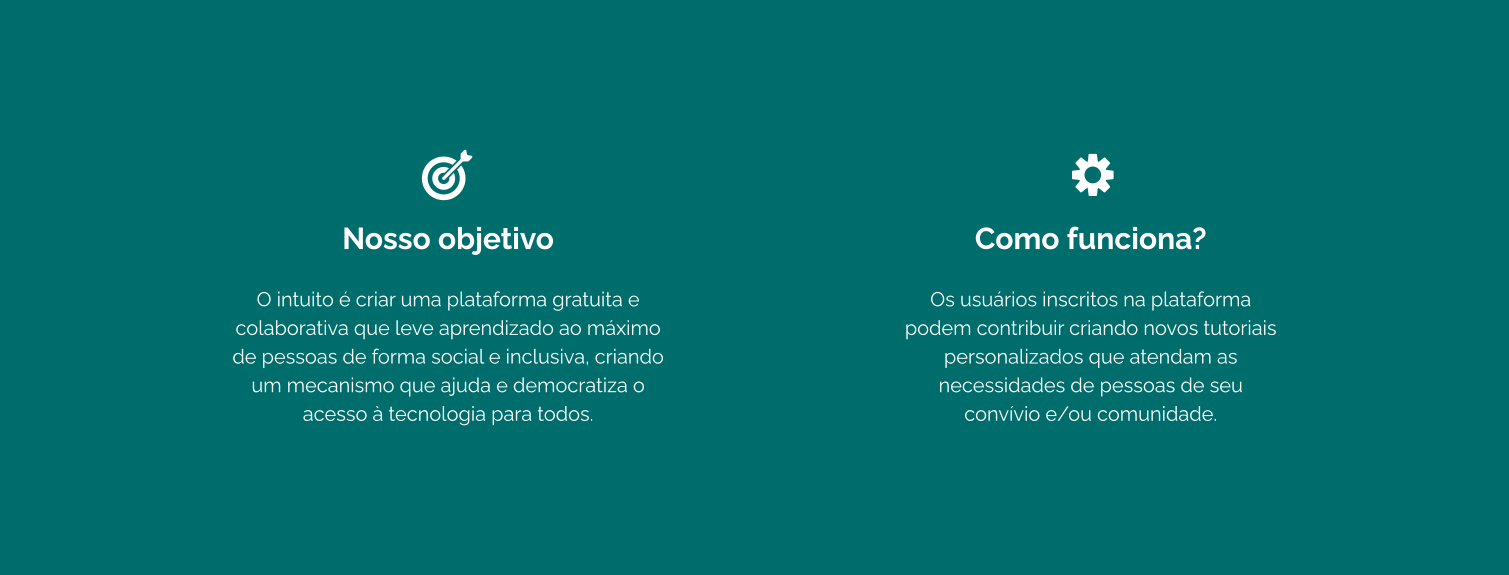 Nosso objetivo
O intuito é criar uma plataforma gratuita e
colaborativa que leve aprendizado ao máximo
de pessoas de forma social e inclusiva, criando
um mecanismo que ajuda e democratiza o
acesso à tecnologia para todos.
Como funciona?
Os usuários inscritos na plataforma
podem contribuir criando novos tutoriais
personalizados que atendam as
necessidades de pessoas de seu
convívio e/ou comunidade.